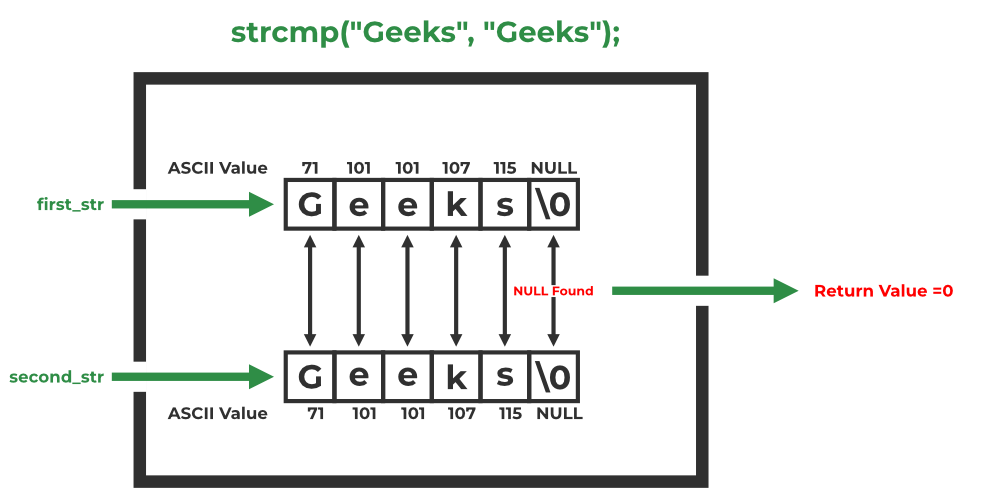 strcmp("Geeks", "Geeks");
ASCII Value 71 101 101 107 115 NULL
first_str G e e k s \0
NULL Found Return Value =0
second_str G e e k s \0
ASCII Value 71 101 101 107 115 NULL